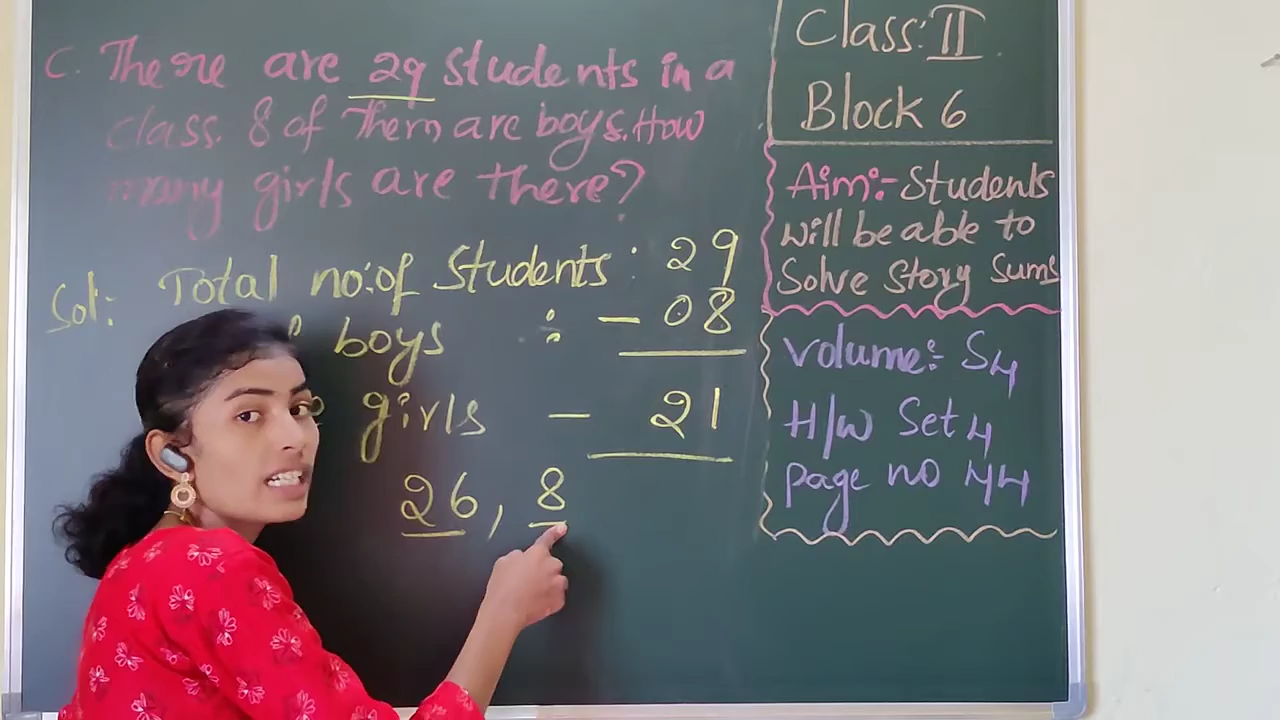 C. There are 29 students in a
class. 8 of Them are boys. How
many girls are there?
Sol: Total no:of Students : 29
boys : - 08
girls - 21
26, 8
Class: II
Block 6
Aim:- Students
will be able to
Solve Story Sums
Volume:- S4
H/W Set 4
Page no 44